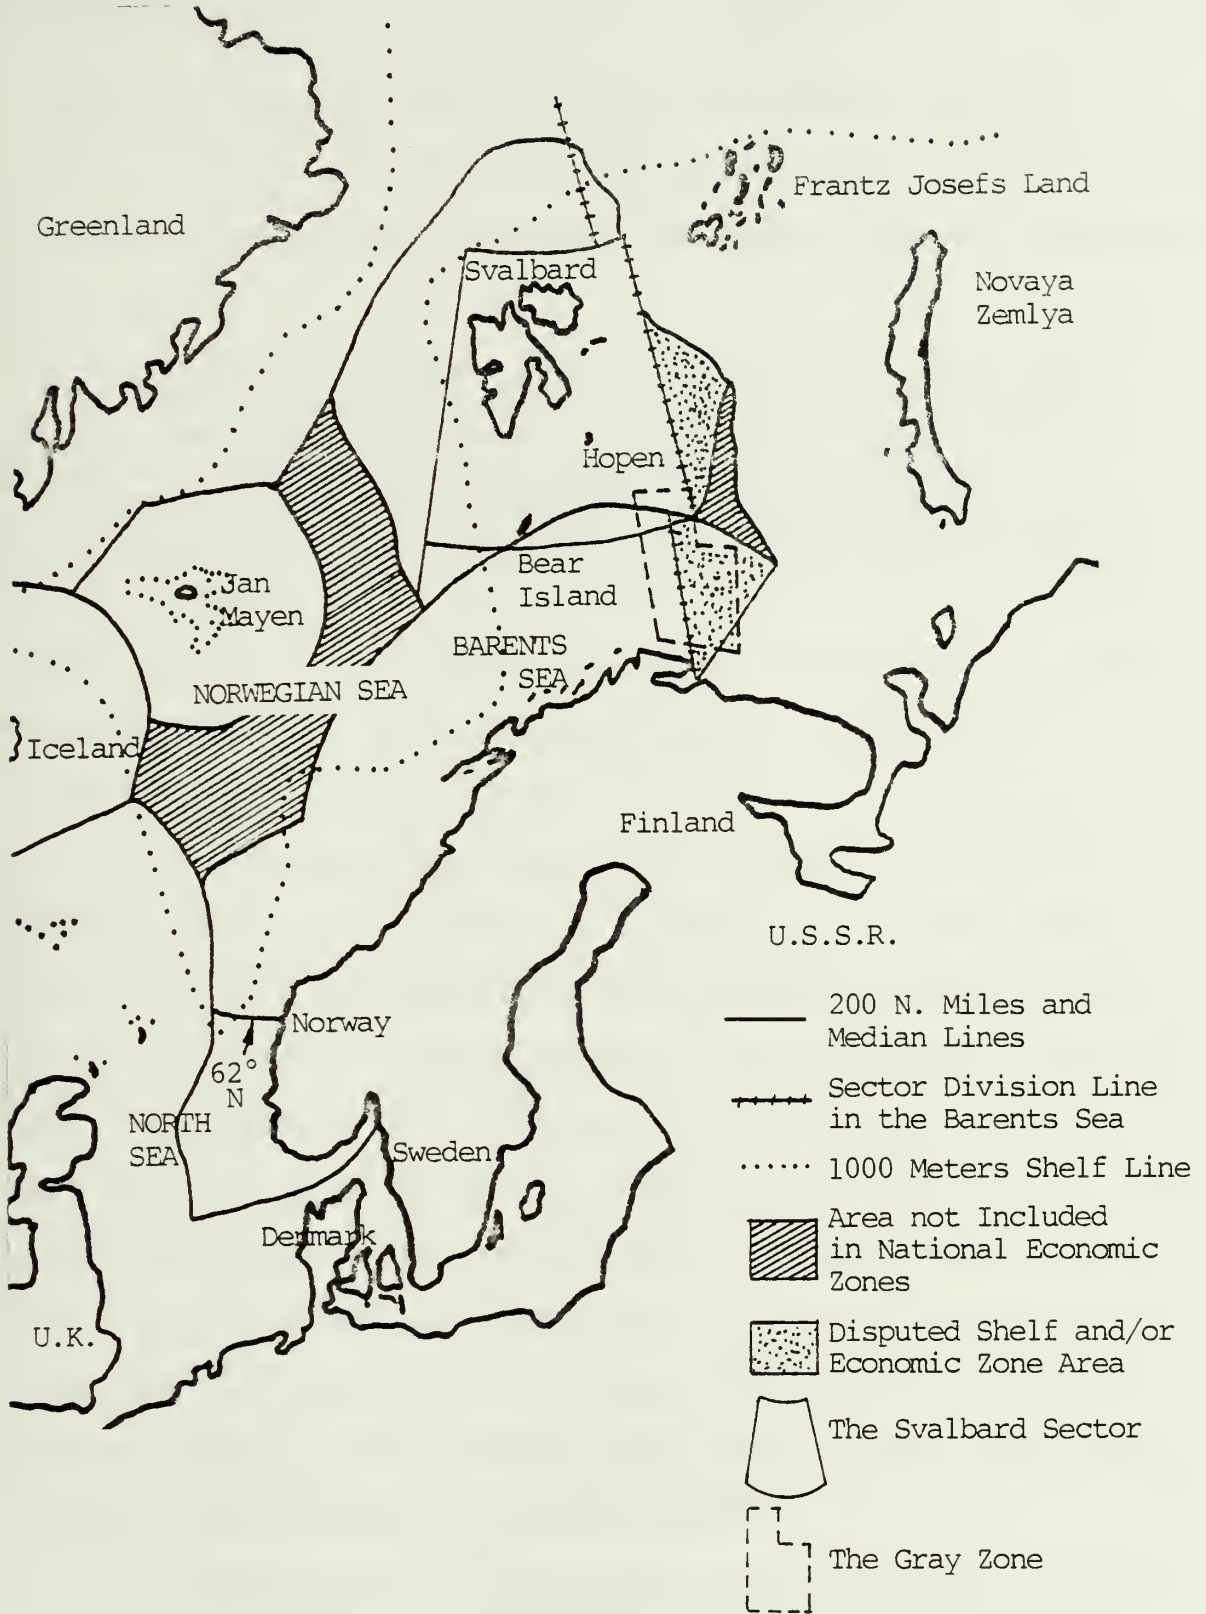 Greenland
Frantz Josefs Land
Svalbard
Novaya
Zemlya
Hopen
Jan
Mayen
Bear
Island
BARENTS
SEA
NORWEGIAN SEA
Iceland
Finland
U.S.S.R.
Norway
62°
N
NORTH
SEA
Sweden
Denmark
U.K.
200 N. Miles and
Median Lines
Sector Division Line
in the Barents Sea
1000 Meters Shelf Line
Area not Included
in National Economic
Zones
Disputed Shelf and/or
Economic Zone Area
The Svalbard Sector
The Gray Zone